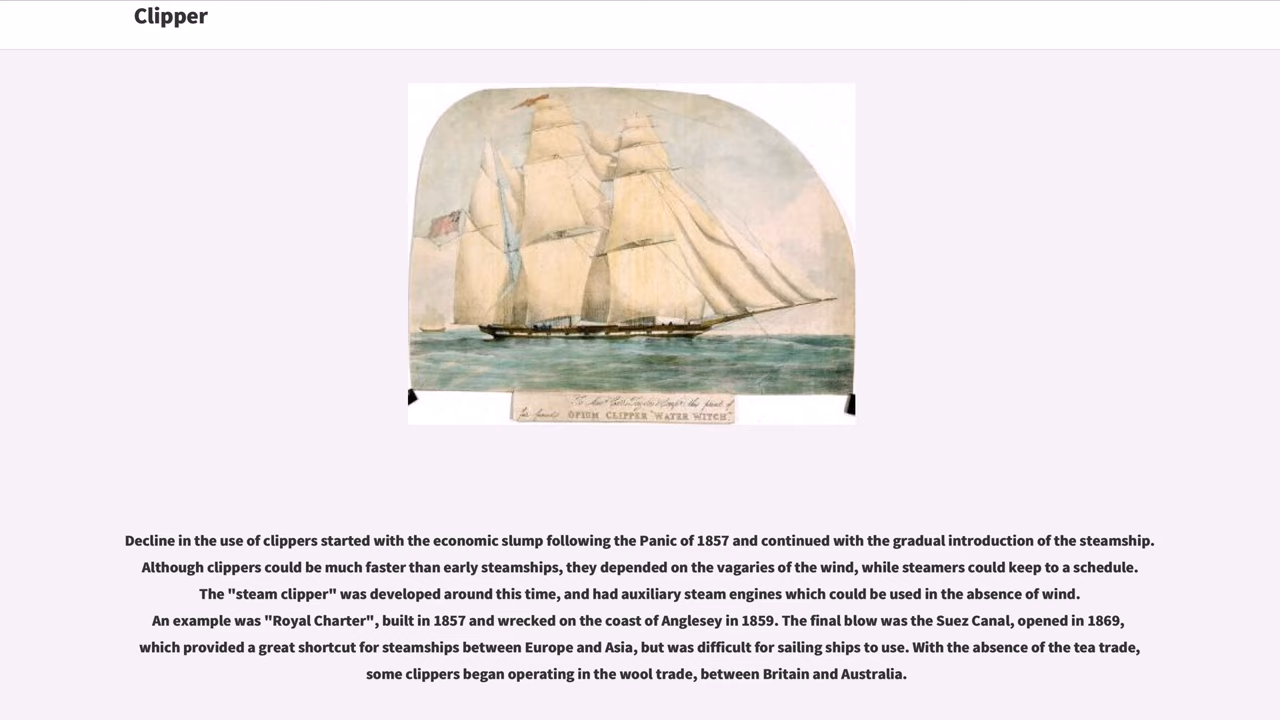 Clipper
OPIUM CLIPPER "WATER WITCH"
Decline in the use of clippers started with the economic slump following the Panic of 1857 and continued with the gradual introduction of the steamship.
Although clippers could be much faster than early steamships, they depended on the vagaries of the wind, while steamers could keep to a schedule.
The "steam clipper" was developed around this time, and had auxiliary steam engines which could be used in the absence of wind.
An example was "Royal Charter", built in 1857 and wrecked on the coast of Anglesey in 1859. The final blow was the Suez Canal, opened in 1869,
which provided a great shortcut for steamships between Europe and Asia, but was difficult for sailing ships to use. With the absence of the tea trade,
some clippers began operating in the wool trade, between Britain and Australia.